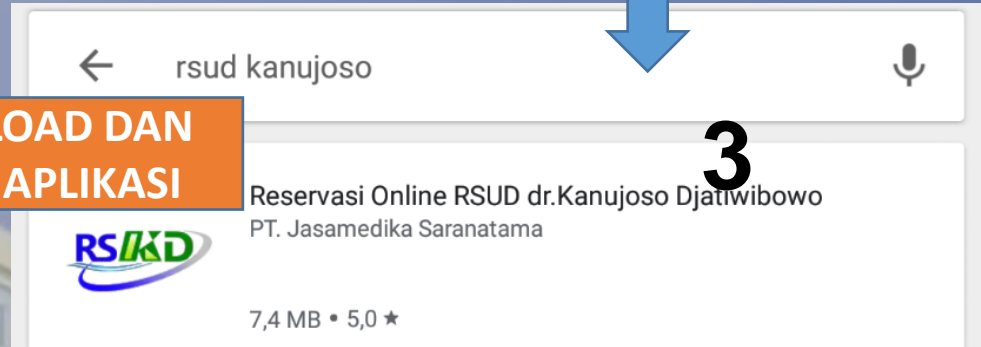 rsud kanujoso
LOAD DAN
APLIKASI
3
Reservasi Online RSUD dr.Kanujoso Djatiwibowo
PT. Jasamedika Saranatama
RSKD
7,4 MB • 5,0 ★